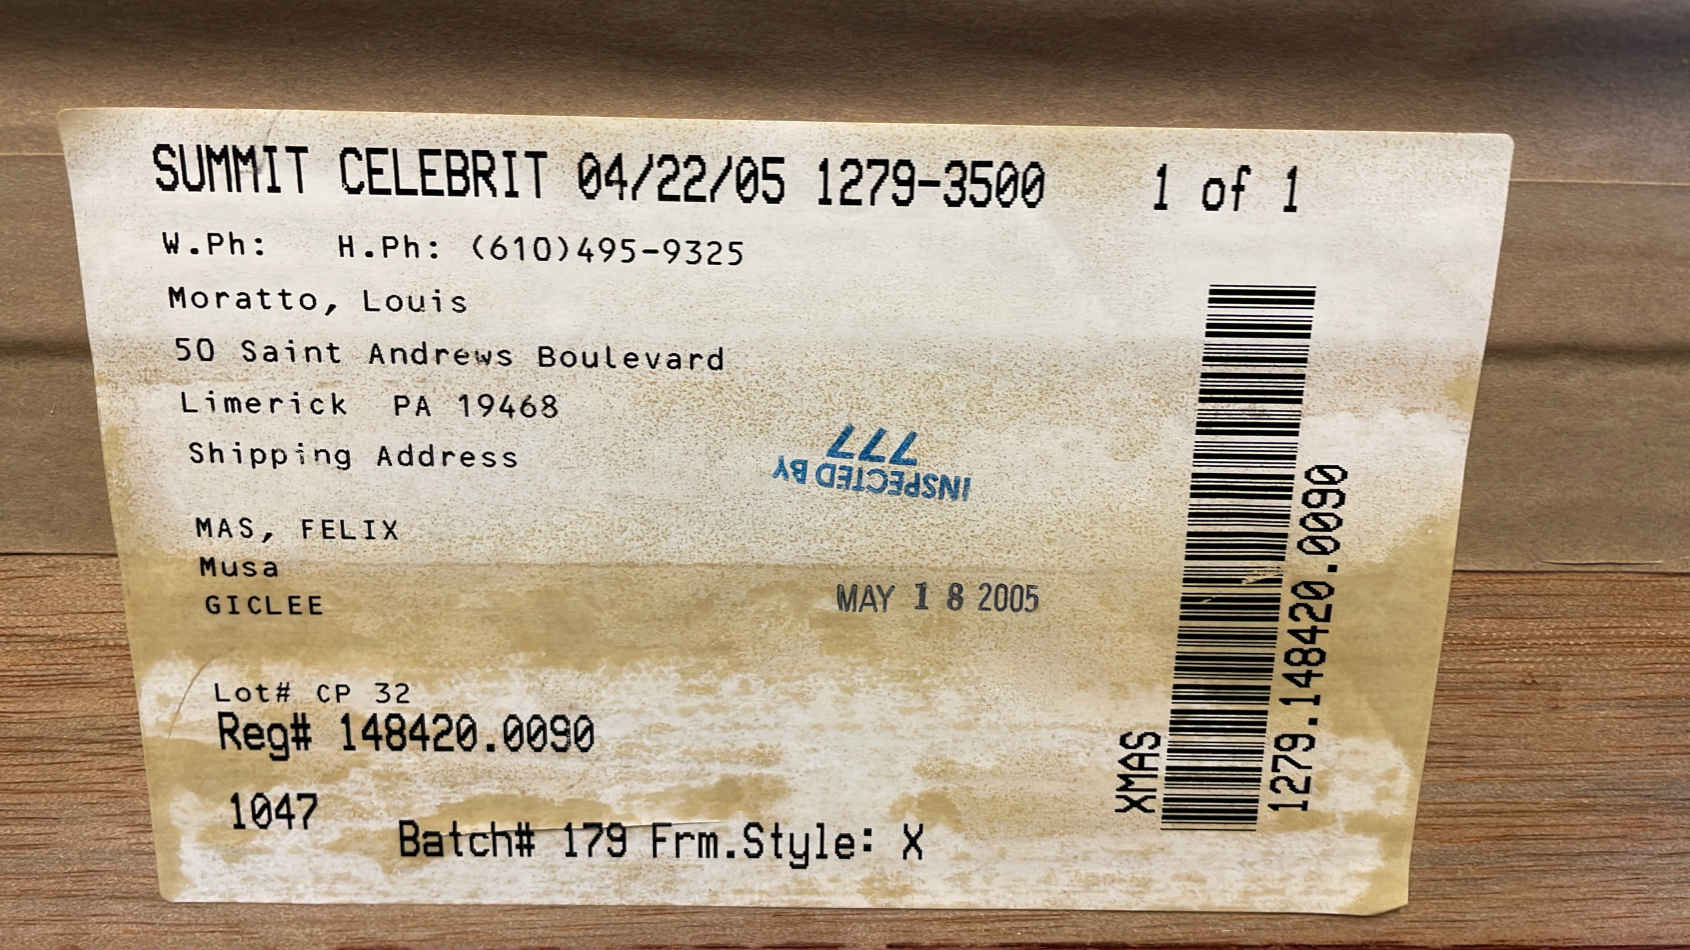 SUMMIT CELEBRIT 04/22/05 1279-3500 1 of 1
W.Ph: H.Ph: (610)495-9325
Moratto, Louis
50 Saint Andrews Boulevard
Limerick PA 19468
Shipping Address
INSPECTED BY
777
MAS, FELIX
Musa
GICLEE
MAY 18 2005
Lot# CP 32
Reg# 148420.0090
1047
Batch# 179 Frm.Style: X
XMAS
1279.148420.0090